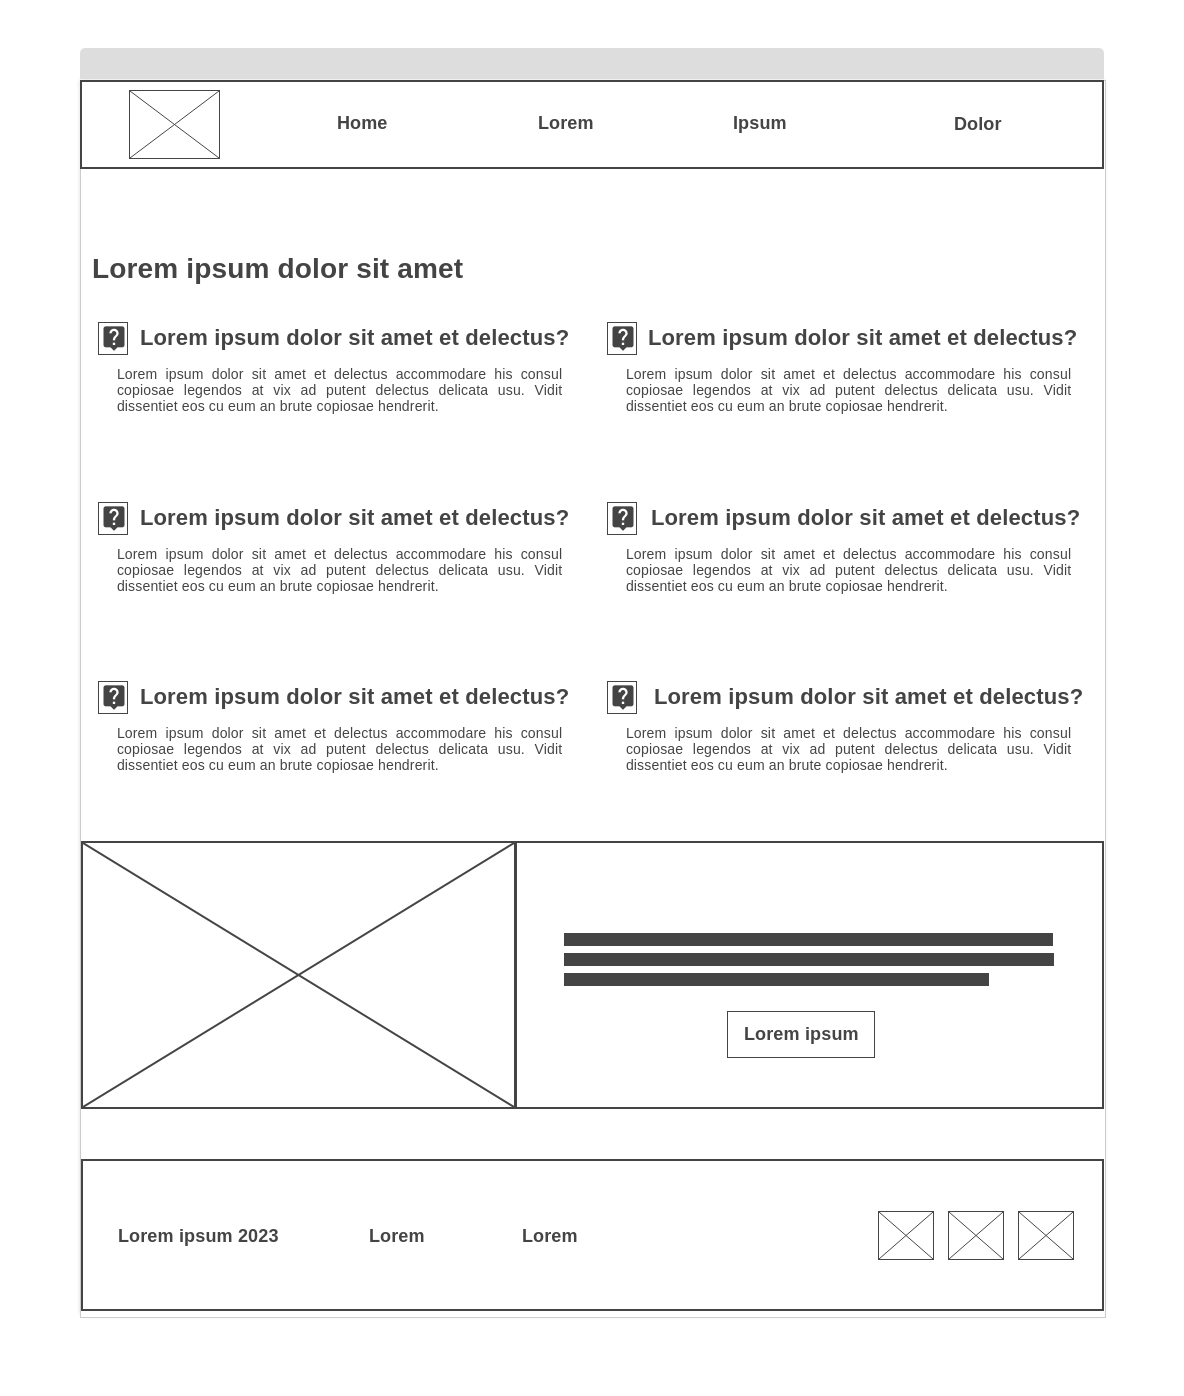 Home Lorem Ipsum Dolor
Lorem ipsum dolor sit amet
Lorem ipsum dolor sit amet et delectus?
Lorem ipsum dolor sit amet et delectus accommodare his consul
copiosae legendos at vix ad putent delectus delicata usu. Vidit
dissentiet eos cu eum an brute copiosae hendrerit.
Lorem ipsum dolor sit amet et delectus?
Lorem ipsum dolor sit amet et delectus accommodare his consul
copiosae legendos at vix ad putent delectus delicata usu. Vidit
dissentiet eos cu eum an brute copiosae hendrerit.
Lorem ipsum dolor sit amet et delectus?
Lorem ipsum dolor sit amet et delectus accommodare his consul
copiosae legendos at vix ad putent delectus delicata usu. Vidit
dissentiet eos cu eum an brute copiosae hendrerit.
Lorem ipsum dolor sit amet et delectus?
Lorem ipsum dolor sit amet et delectus accommodare his consul
copiosae legendos at vix ad putent delectus delicata usu. Vidit
dissentiet eos cu eum an brute copiosae hendrerit.
Lorem ipsum dolor sit amet et delectus?
Lorem ipsum dolor sit amet et delectus accommodare his consul
copiosae legendos at vix ad putent delectus delicata usu. Vidit
dissentiet eos cu eum an brute copiosae hendrerit.
Lorem ipsum dolor sit amet et delectus?
Lorem ipsum dolor sit amet et delectus accommodare his consul
copiosae legendos at vix ad putent delectus delicata usu. Vidit
dissentiet eos cu eum an brute copiosae hendrerit.
Lorem ipsum
Lorem ipsum 2023 Lorem Lorem